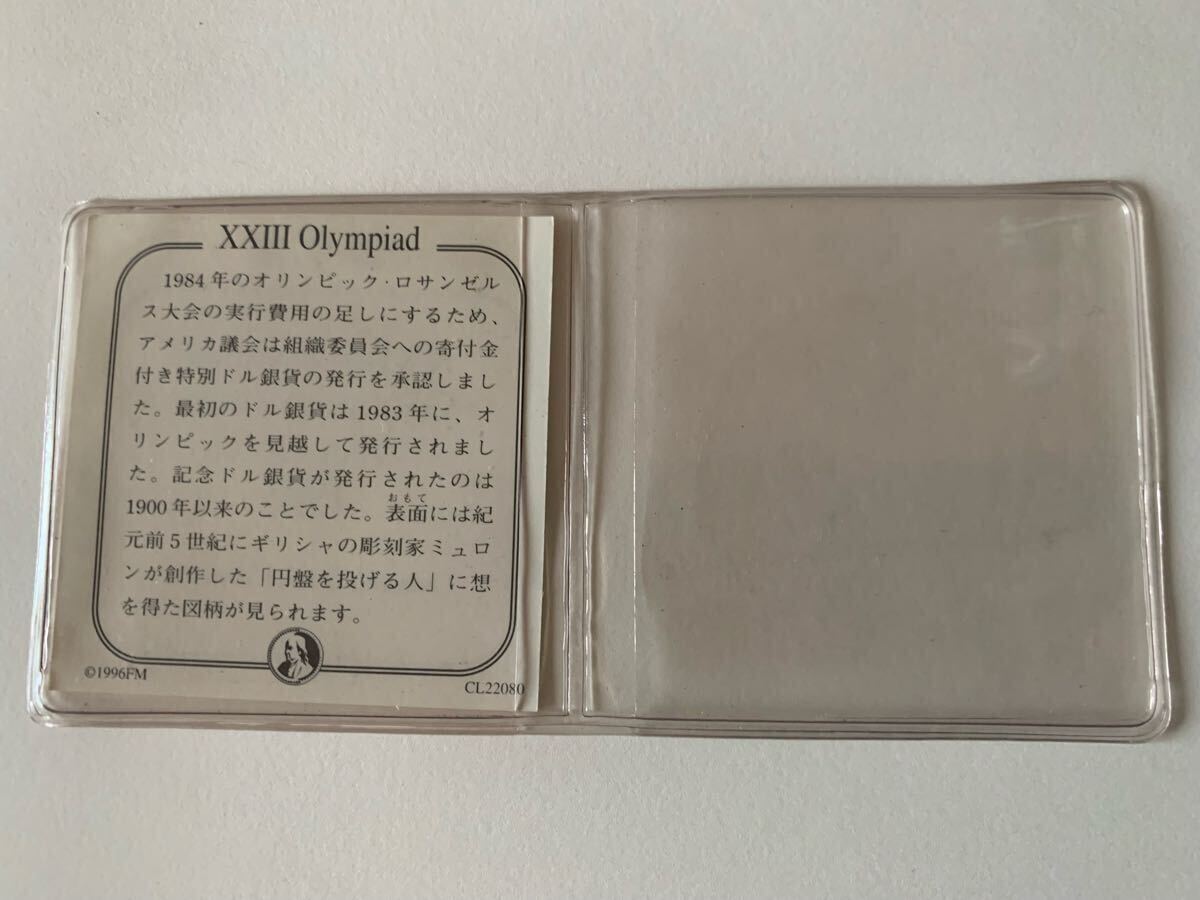 XXIII Olympiad
1984年のオリンピック・ロサンゼル
ス大会の実行費用の足しにするため、
アメリカ議会は組織委員会への寄付金
付き特別ドル銀貨の発行を承認しまし
た。最初のドル銀貨は1983年に、オ
リンピックを見越して発行されまし
た。記念ドル銀貨が発行されたのは
おもて
1900年以来のことでした。表面には紀
元前5世紀にギリシャの彫刻家ミュロ
ンが創作した「円盤を投げる人」に想
を得た図柄が見られます。
©1996FM
CL22080